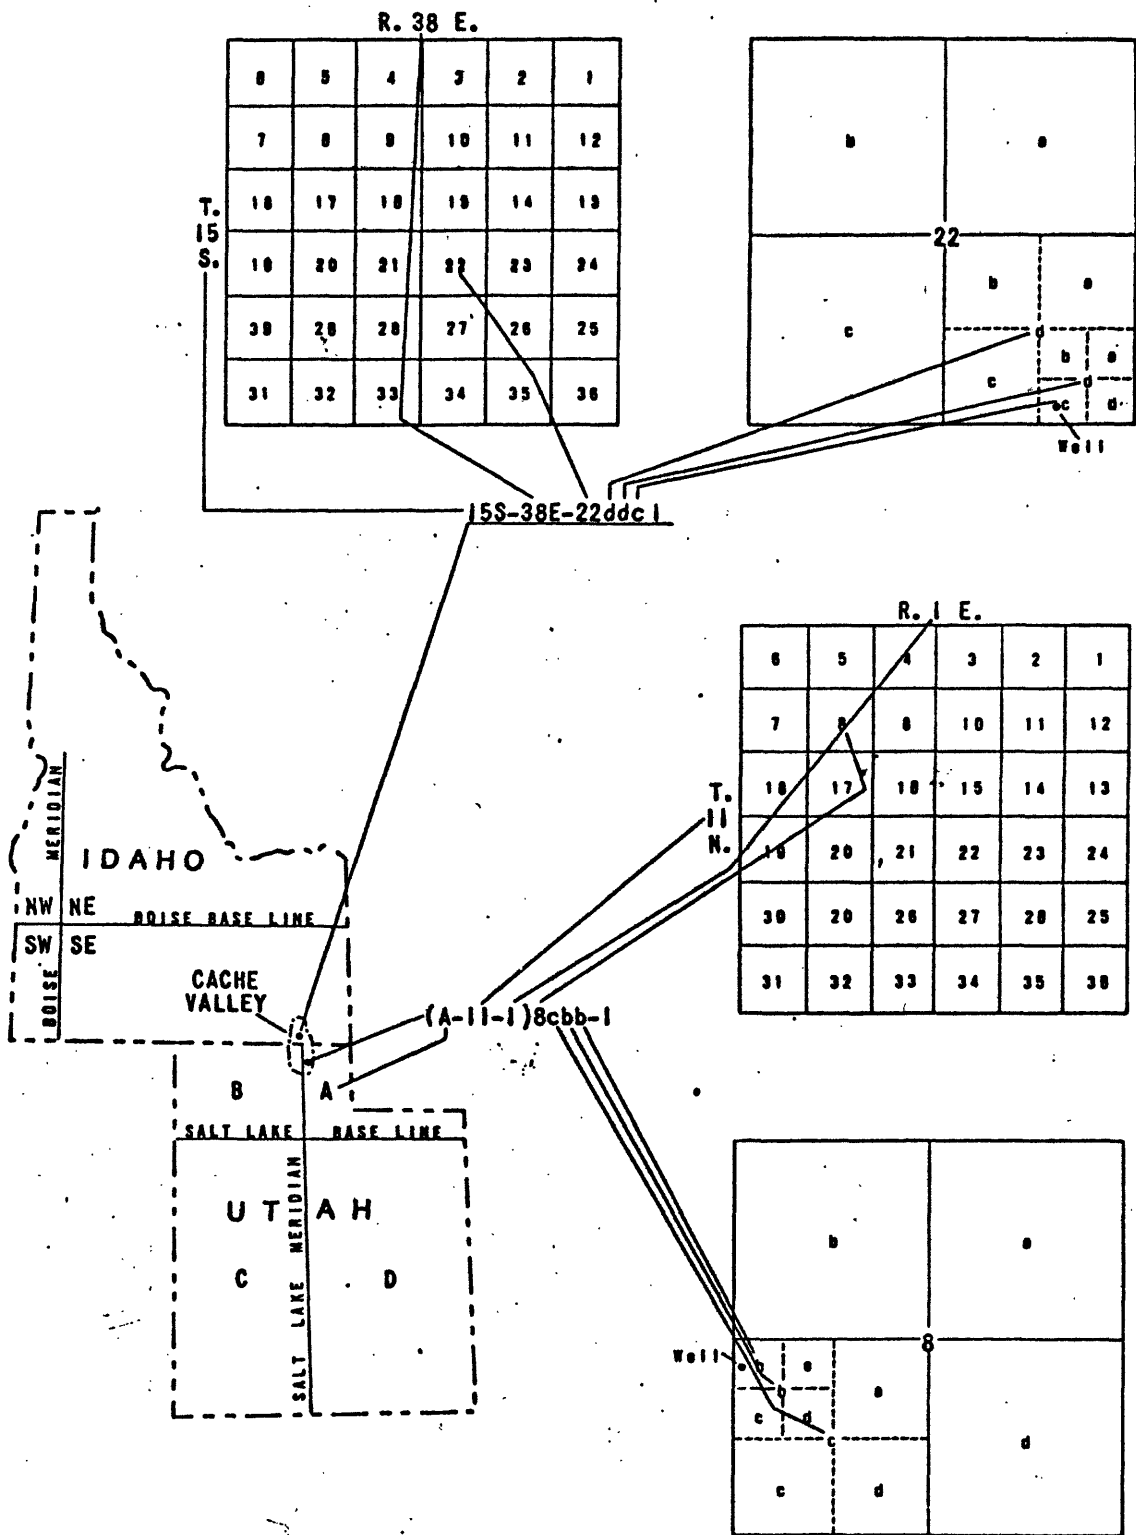 R. 38 E.
6 5 4 3 2 1
7 8 9 10 11 12
18 17 16 15 14 13
T.
15
S.
19 20 21 22 23 24
30 29 28 27 26 25
31 32 33 34 35 36
b a
22
b a
c d
b a
c d
c d
Well
15S-38E-22ddc1
R. 1 E.
6 5 4 3 2 1
7 8 9 10 11 12
T.
11
N.
18 17 16 15 14 13
19 20 21 22 23 24
30 29 28 27 26 25
31 32 33 34 35 36
MERIDIAN
IDAHO
NW NE
BOISE BASE LINE
SW SE
BOISE
CACHE
VALLEY
(A-11-1)8cbb-1
B A
SALT LAKE BASE LINE
UTAH
SALT LAKE MERIDIAN
C D
b a
8
Well b a
b a
c d
c d
c d